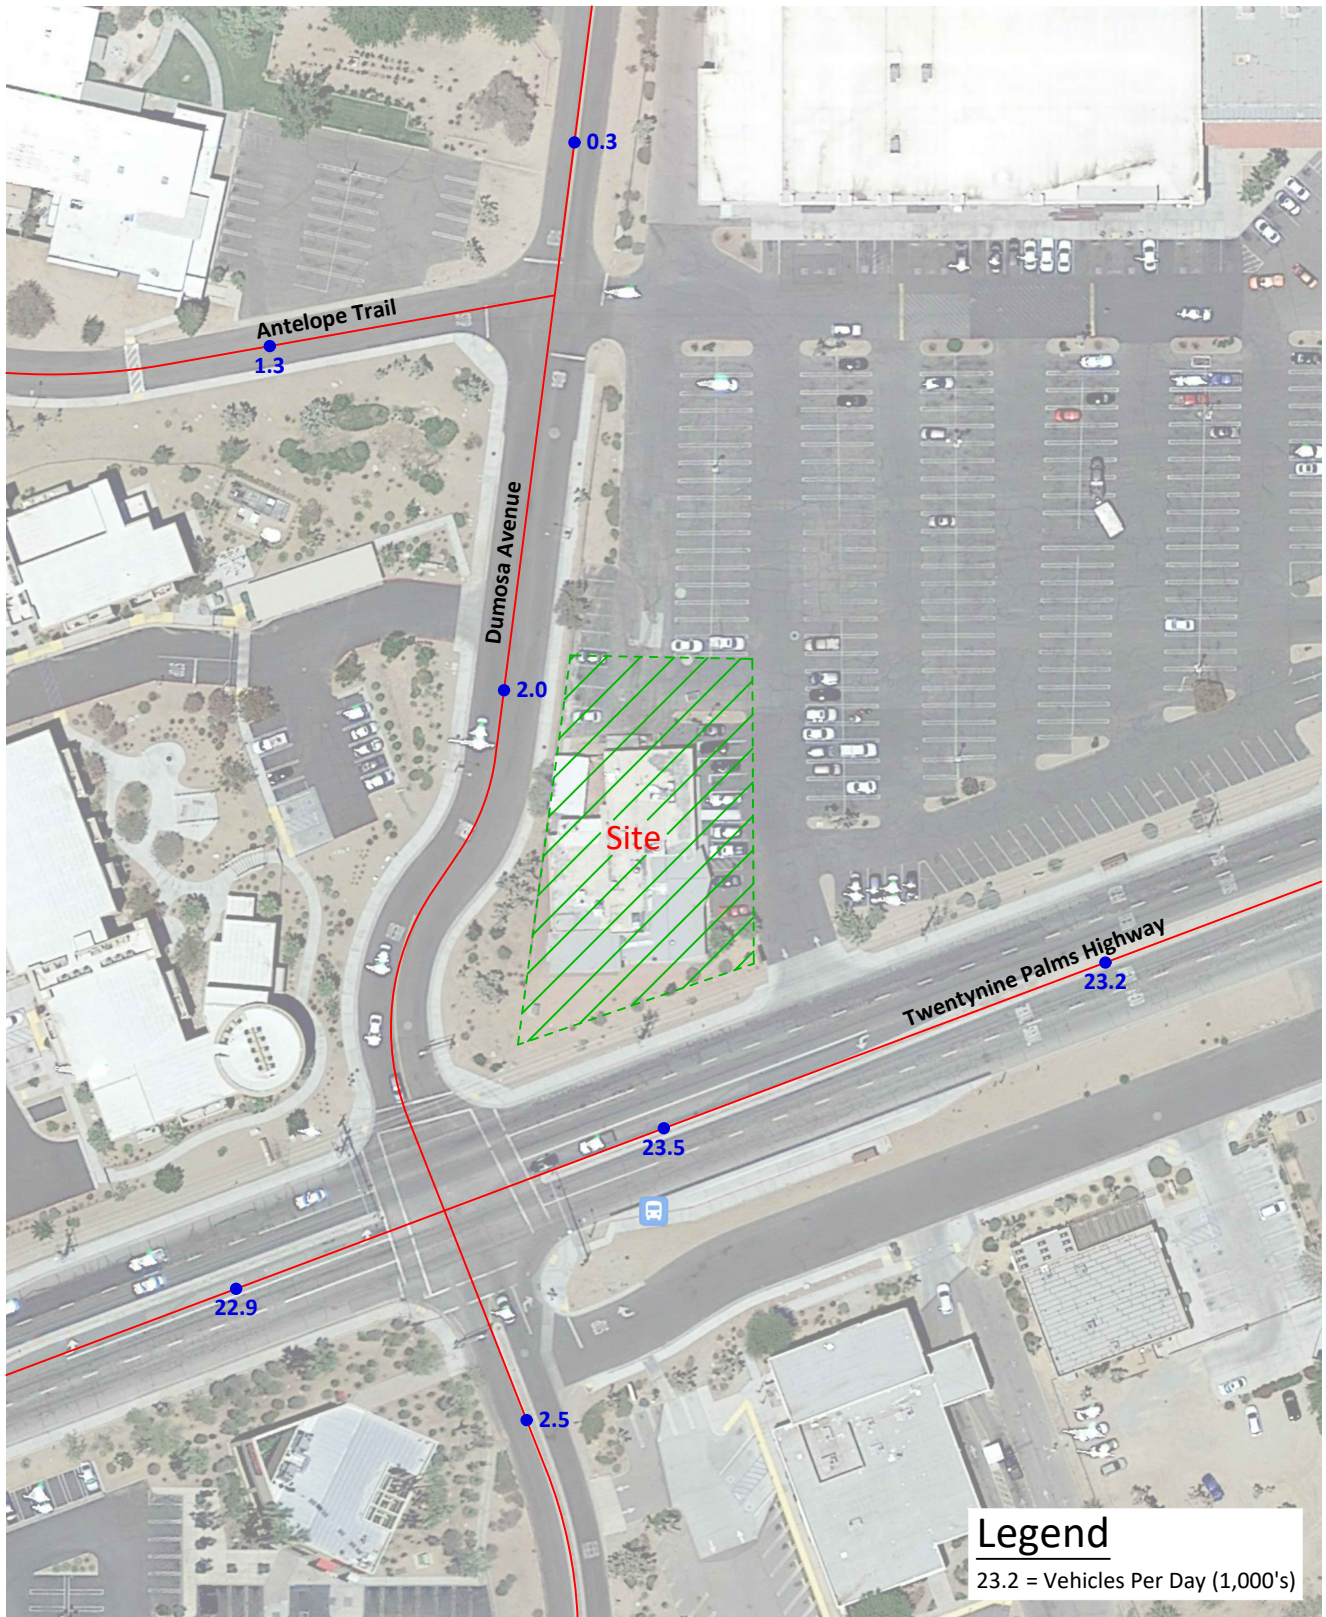 0.3
Antelope Trail
1.3
Dumosa Avenue
2.0
Site
Twentynine Palms Highway
23.2
23.5
22.9
2.5
Legend
23.2 = Vehicles Per Day (1,000's)